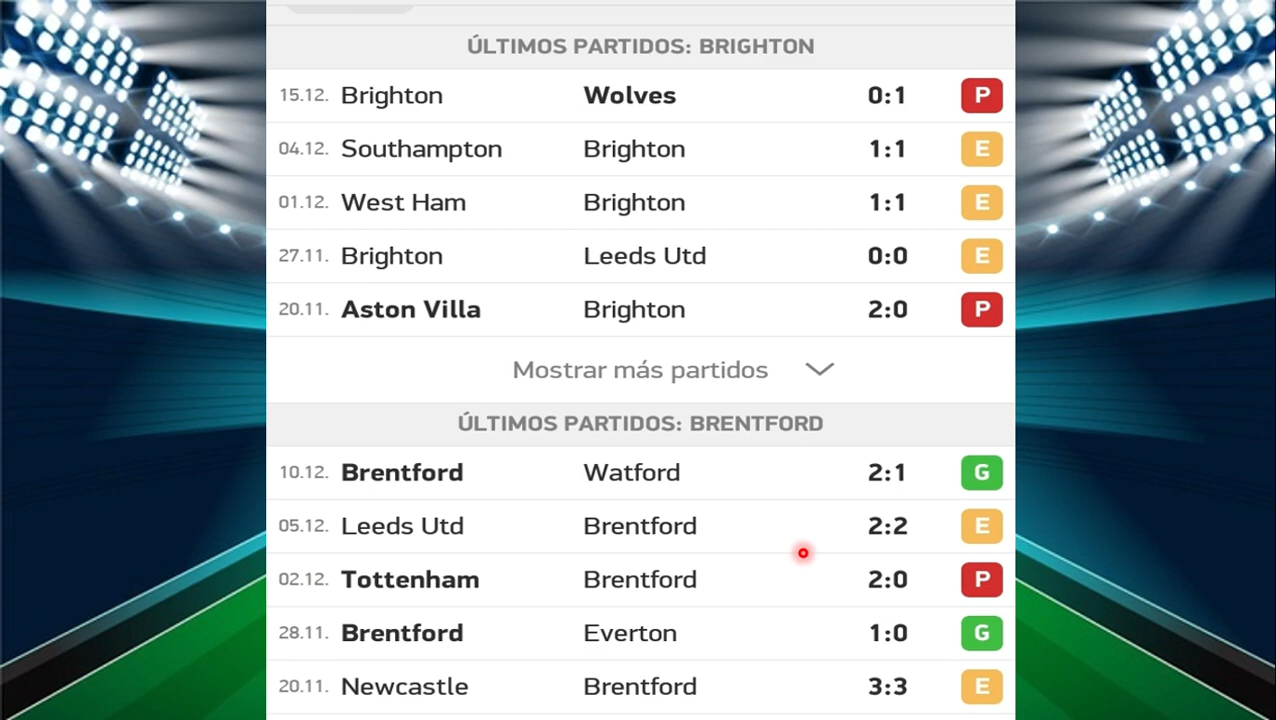 ÚLTIMOS PARTIDOS: BRIGHTON
15.12. Brighton Wolves 0:1 P
04.12. Southampton Brighton 1:1 E
01.12. West Ham Brighton 1:1 E
27.11. Brighton Leeds Utd 0:0 E
20.11. Aston Villa Brighton 2:0 P
Mostrar más partidos
ÚLTIMOS PARTIDOS: BRENTFORD
10.12. Brentford Watford 2:1 G
05.12. Leeds Utd Brentford 2:2 E
02.12. Tottenham Brentford 2:0 P
28.11. Brentford Everton 1:0 G
20.11. Newcastle Brentford 3:3 E